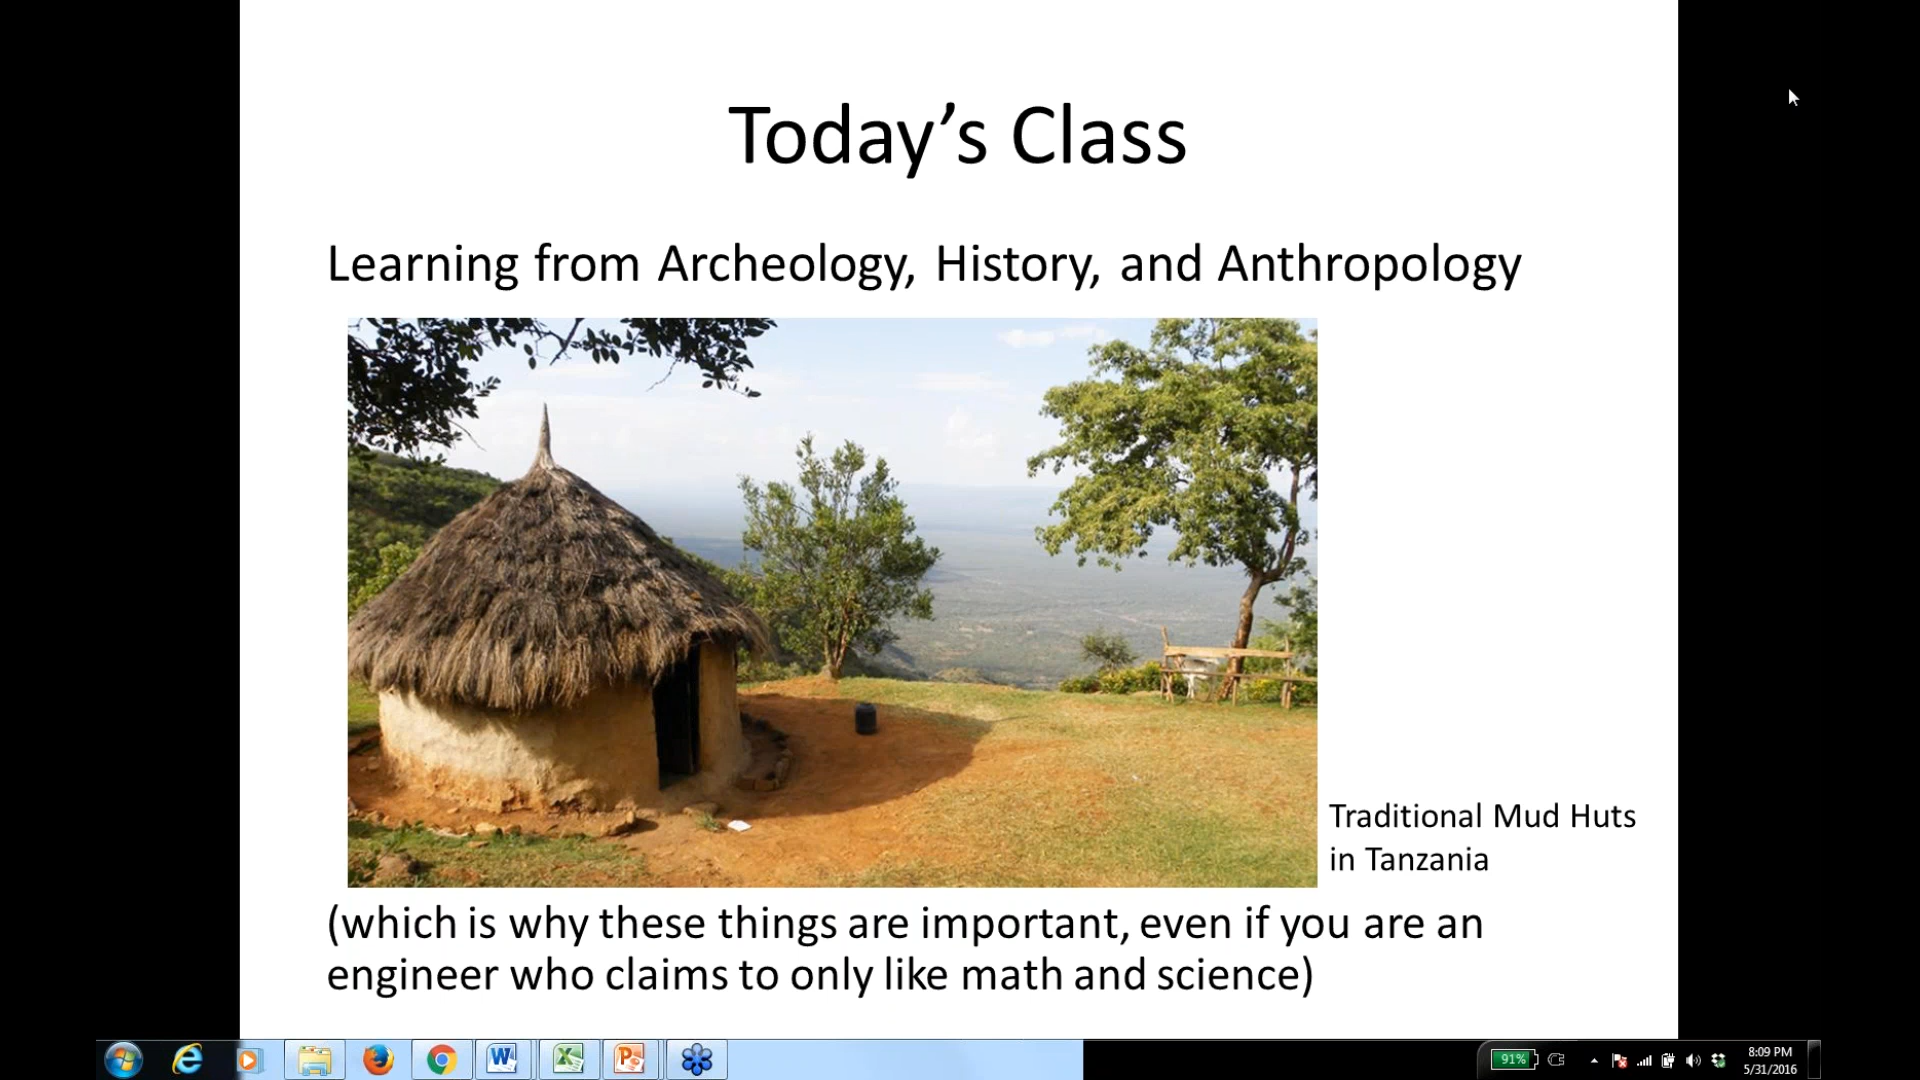 Today’s Class
Learning from Archeology, History, and Anthropology
Traditional Mud Huts
in Tanzania
(which is why these things are important, even if you are an
engineer who claims to only like math and science)
91%
8:09 PM
5/31/2016